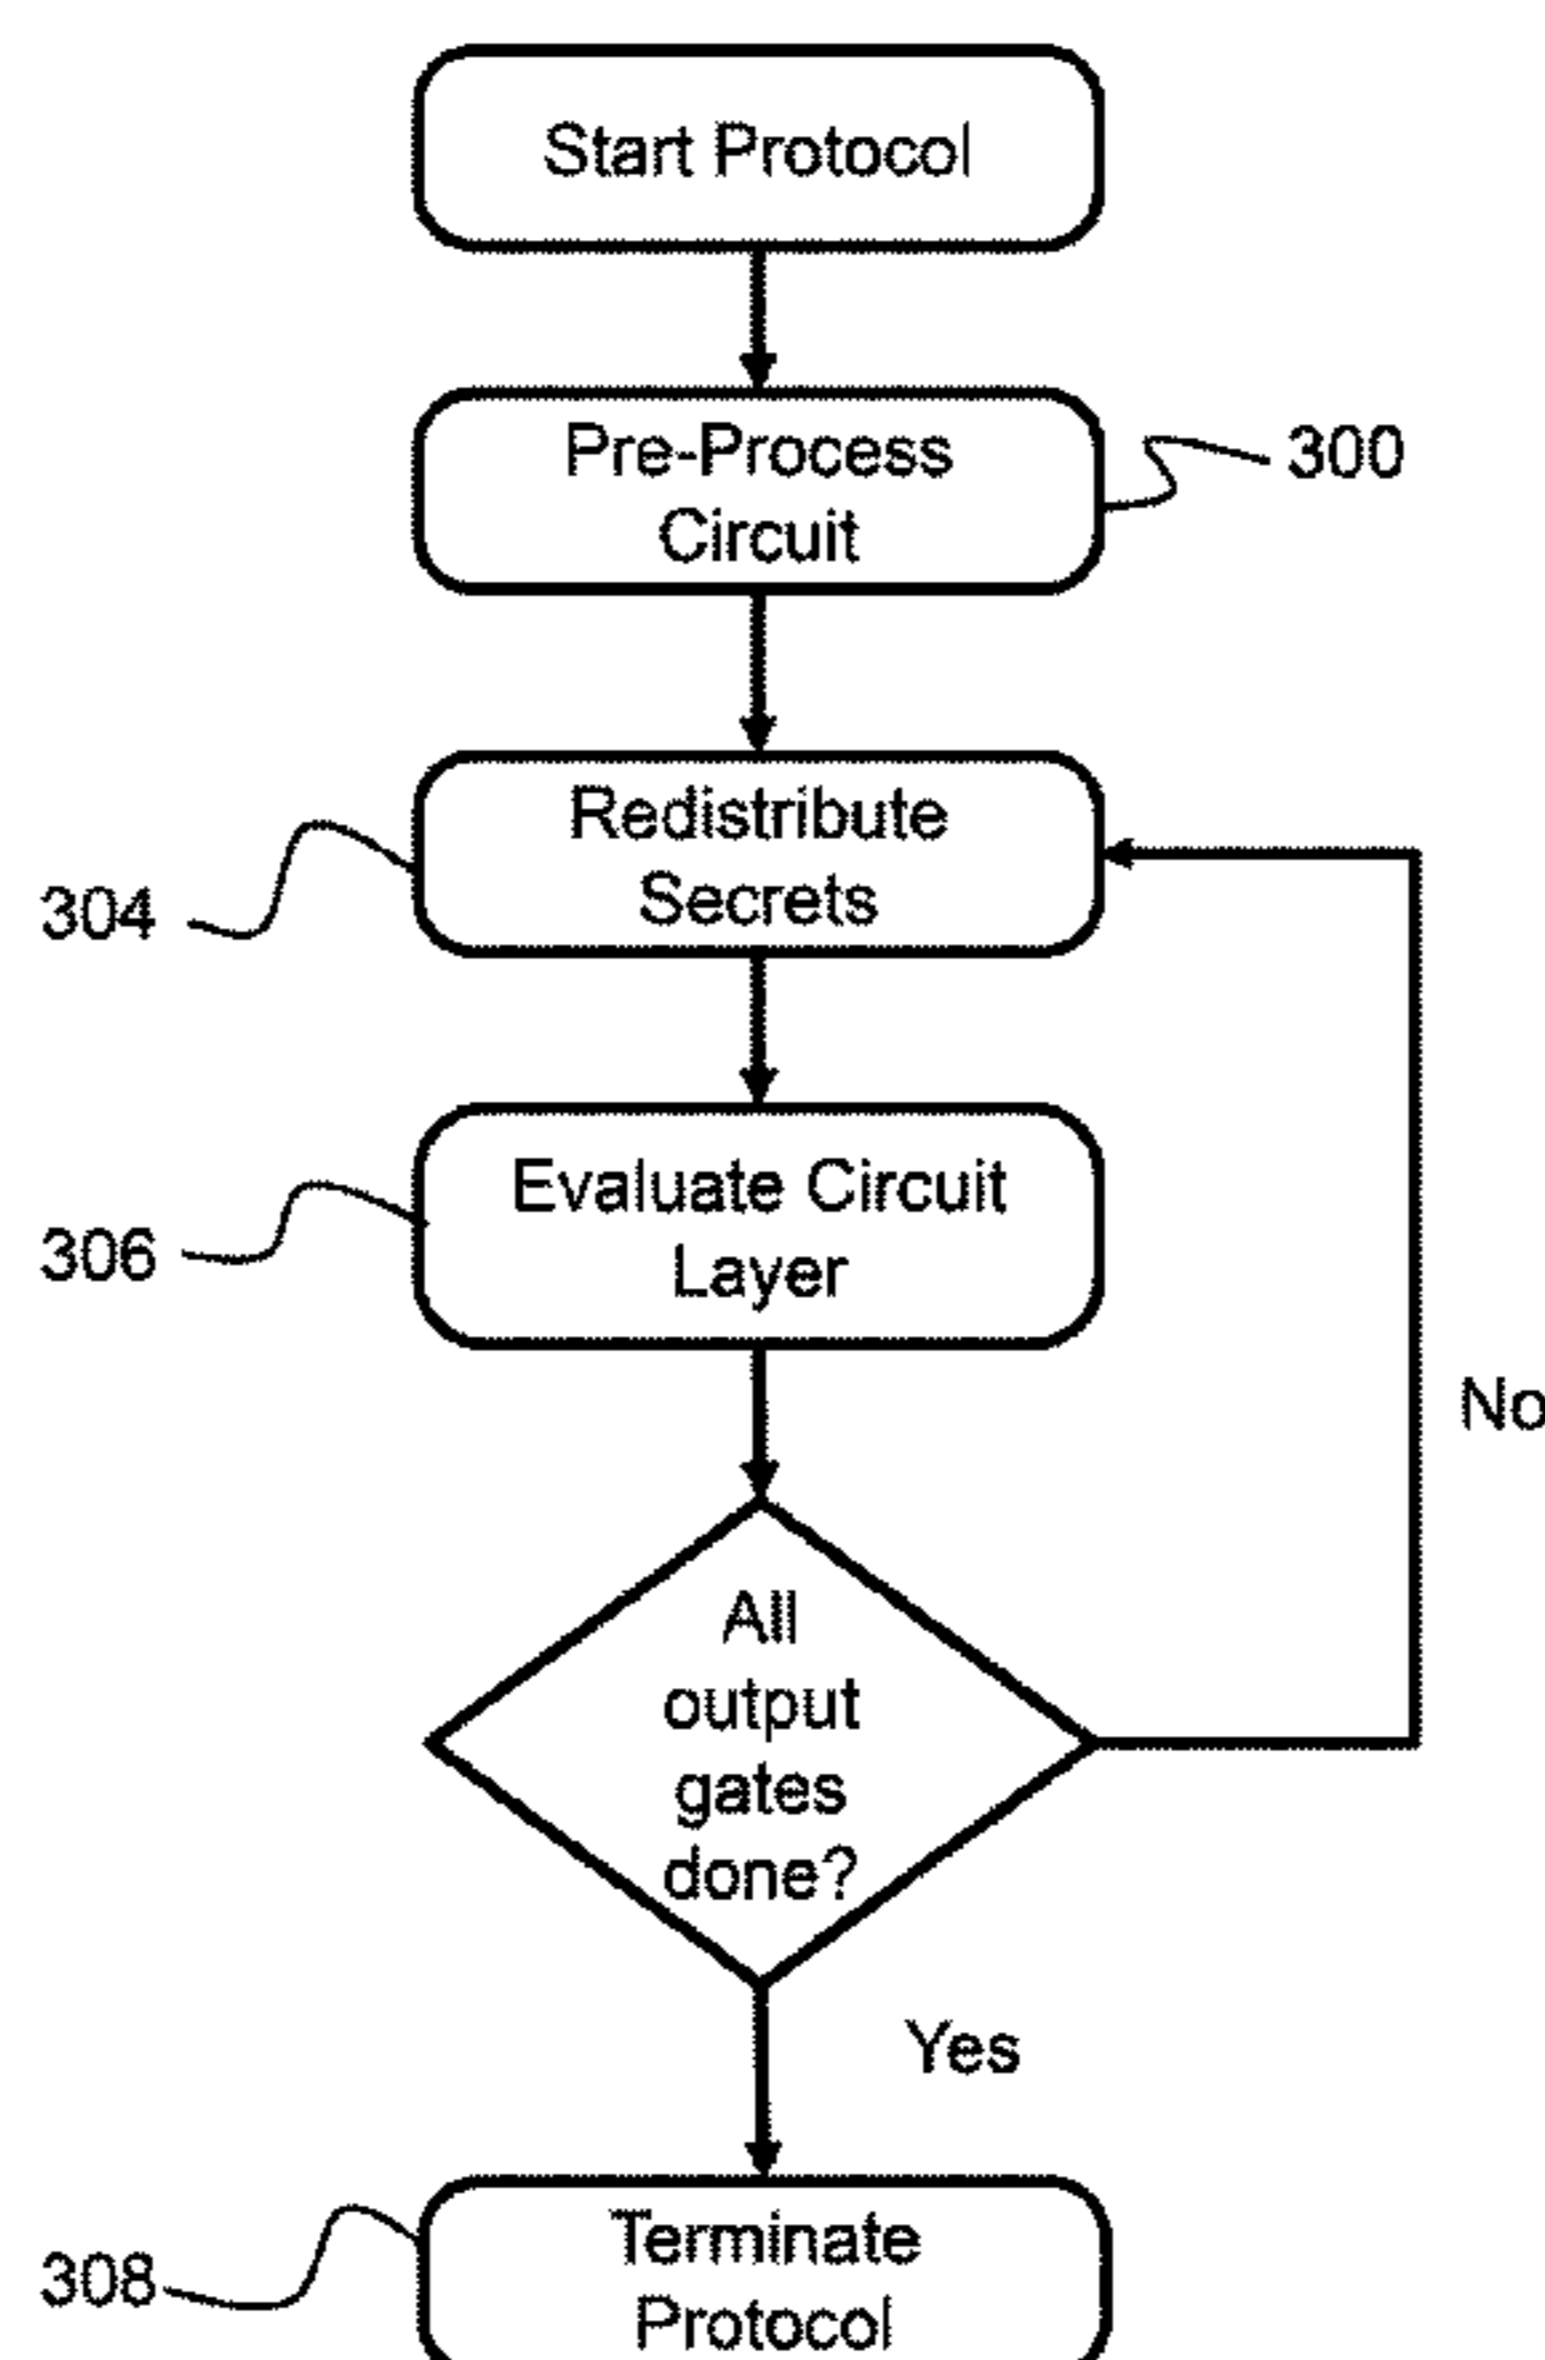 Start Protocol
Pre-Process
Circuit
300
Redistribute
Secrets
304
Evaluate Circuit
Layer
306
No
All
output
gates
done?
Yes
Terminate
Protocol
308